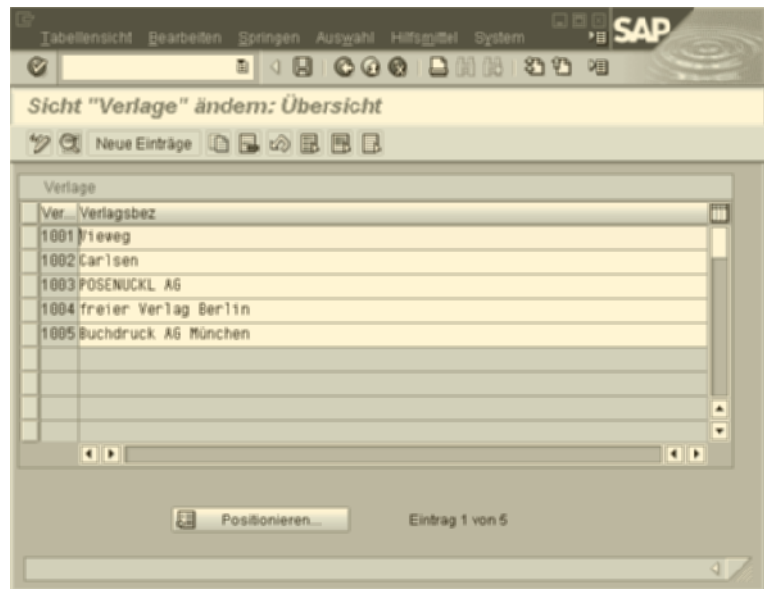 Tabellensicht Bearbeiten Springen Auswahl Hilfsmittel System
SAP
Sicht "Verlage" ändern: Übersicht
Neue Einträge
Verlage
Ver... Verlagsbez
1001 Vieweg
1002 Carlsen
1003 POSENUCKL AG
1004 freier Verlag Berlin
1005 Buchdruck AG München
Positionieren... Eintrag 1 von 5